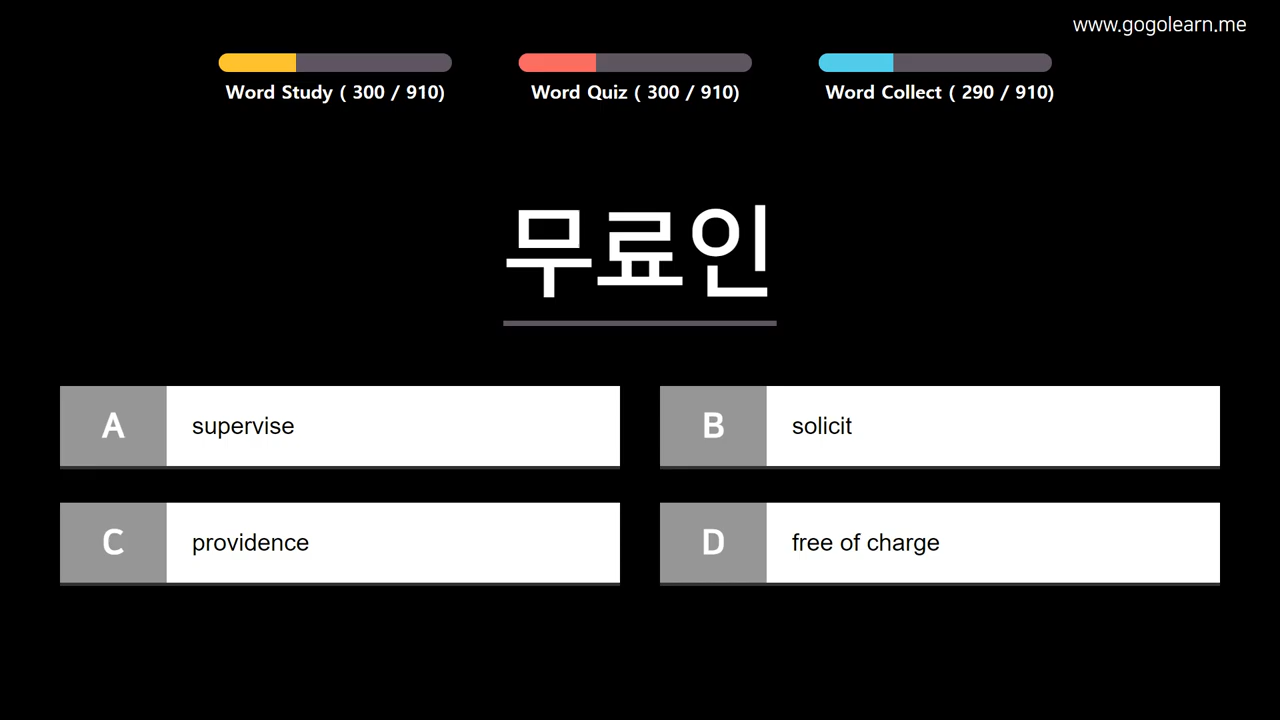 www.gogolearn.me
Word Study ( 300 / 910)
Word Quiz ( 300 / 910)
Word Collect ( 290 / 910)
무료인
A supervise
B solicit
C providence
D free of charge